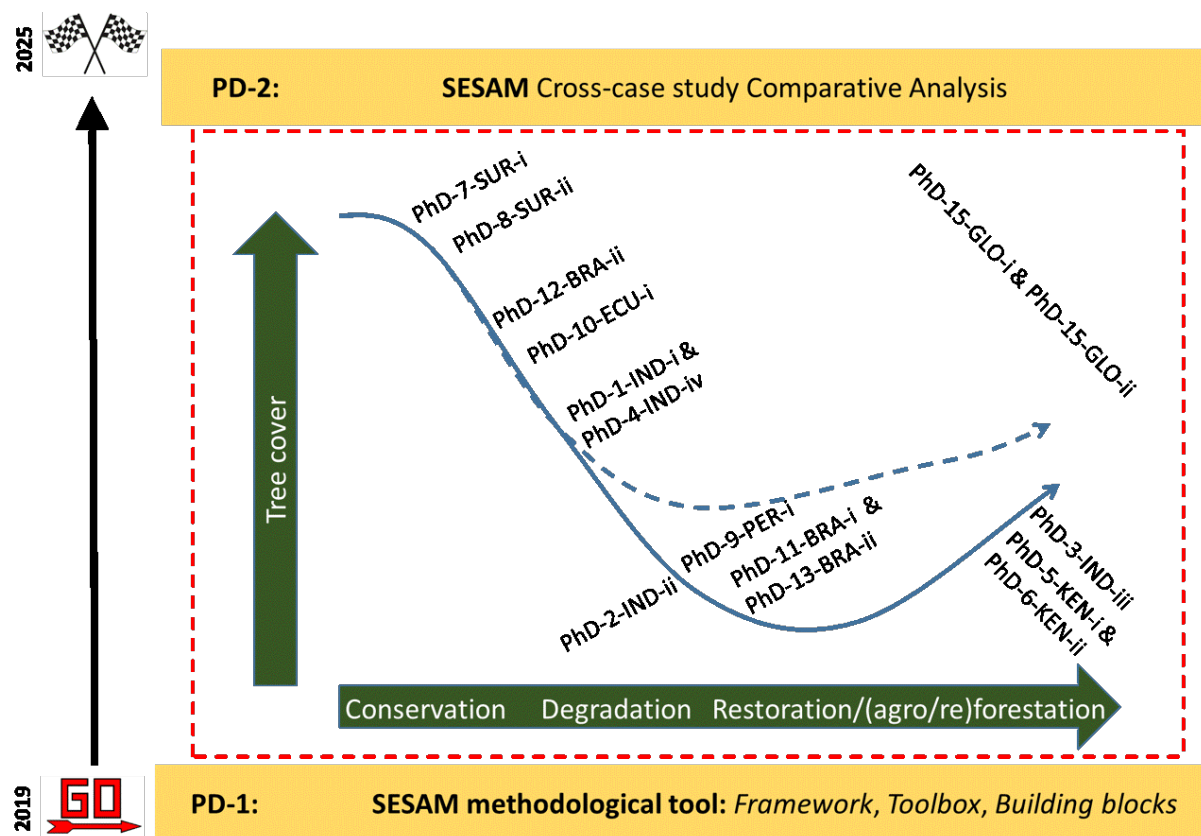 2025
PD-2: SESAM Cross-case study Comparative Analysis
PhD-7-SUR-i
PhD-8-SUR-ii
PhD-12-BRA-ii
PhD-10-ECU-i
PhD-1-IND-i &
PhD-4-IND-iv
PhD-15-GLO-i & PhD-15-GLO-ii
Tree cover
PhD-9-PER-i
PhD-11-BRA-i &
PhD-13-BRA-ii
PhD-2-IND-ii
PhD-3-IND-iii
PhD-5-KEN-i &
PhD-6-KEN-ii
Conservation Degradation Restoration/(agro/re)forestation
2019
GO
PD-1: SESAM methodological tool: Framework, Toolbox, Building blocks